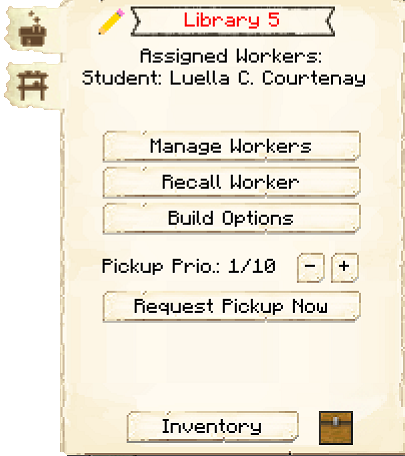 Library 5
Assigned Workers:
Student: Luella C. Courtenay
Manage Workers
Recall Worker
Build Options
Pickup Prio.: 1/10 - +
Request Pickup Now
Inventory